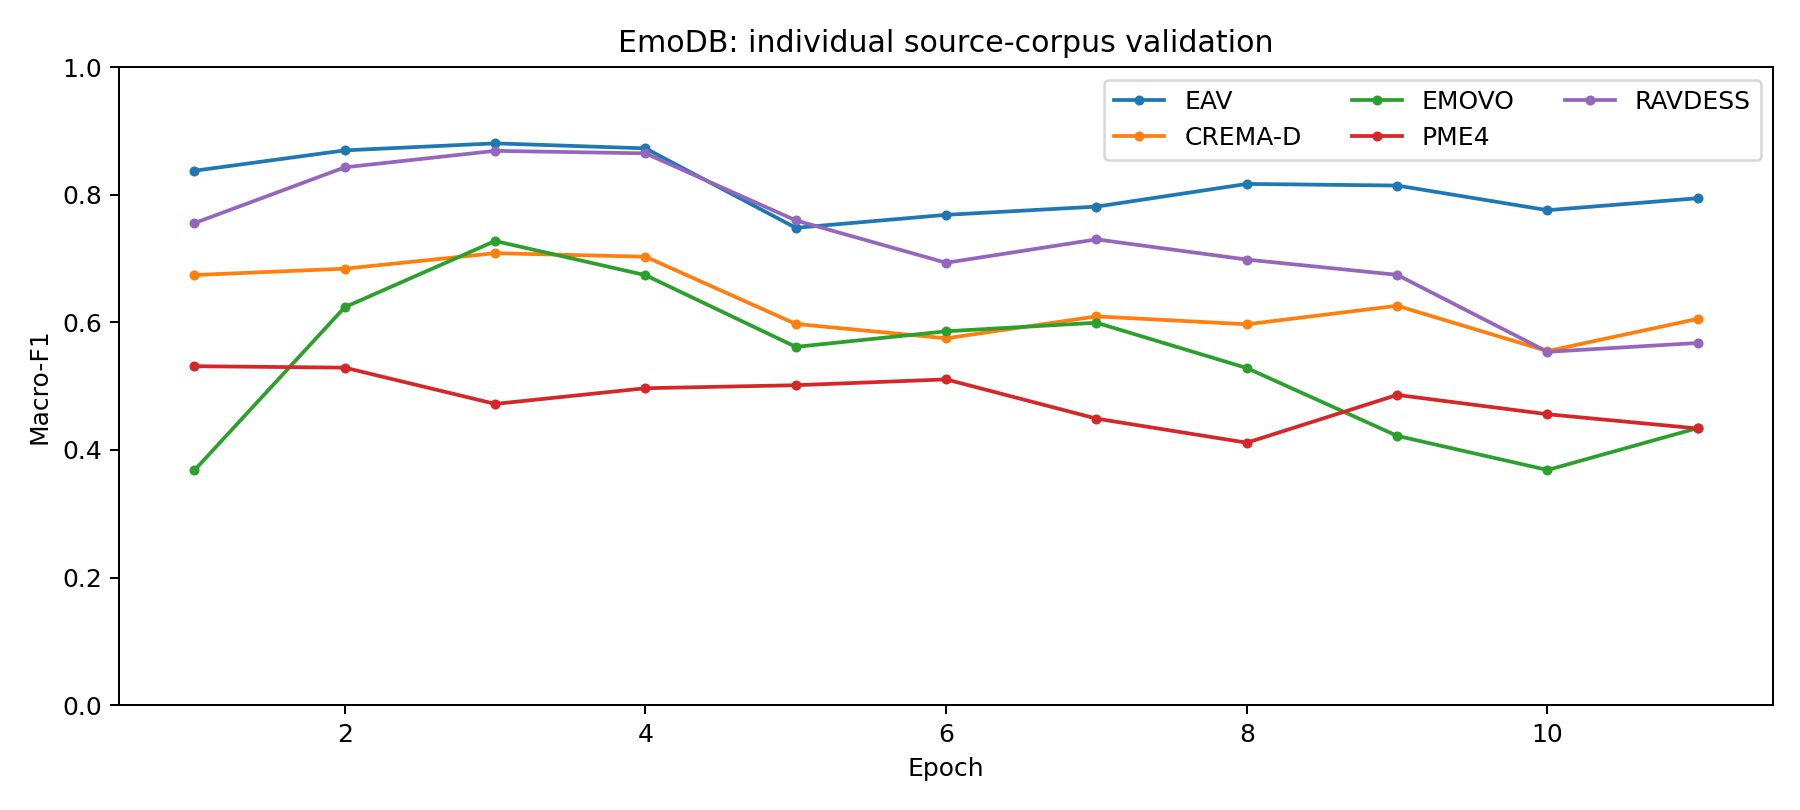 EmoDB: individual source-corpus validation
EAV
CREMA-D
EMOVO
PME4
RAVDESS
1.0
0.8
0.6
0.4
0.2
0.0
Macro-F1
2
4
6
8
10
Epoch